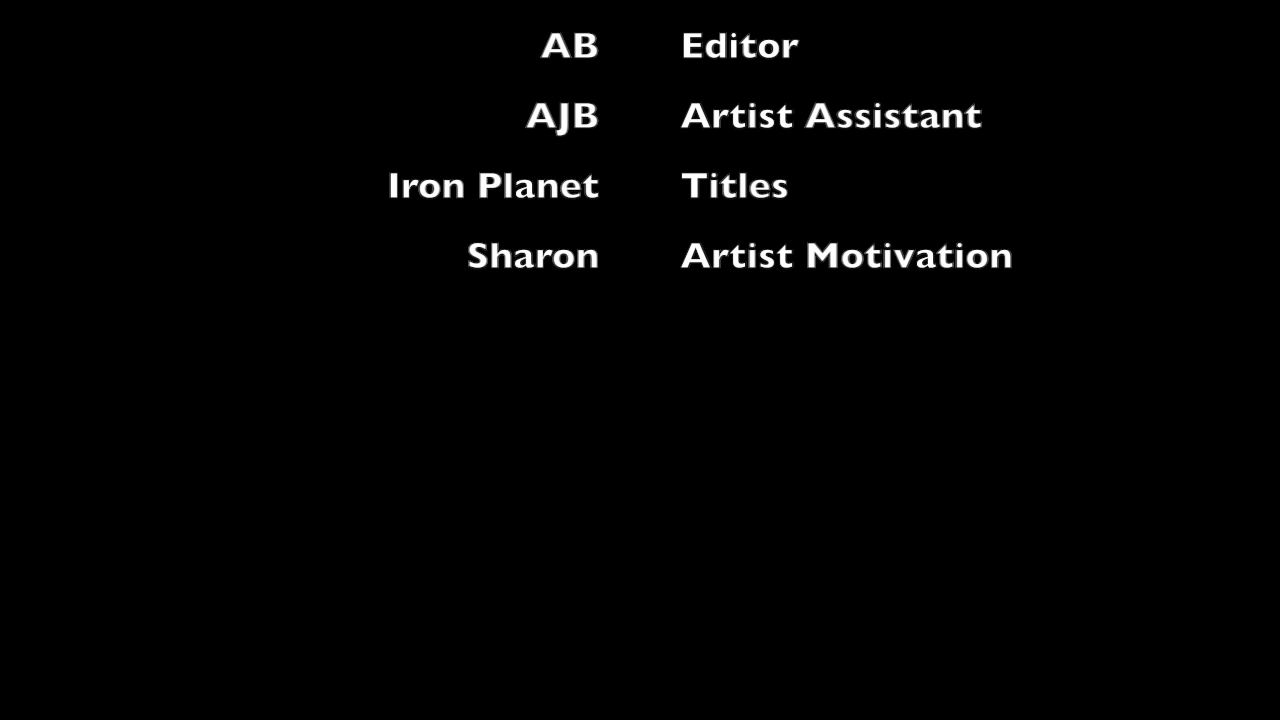 AB Editor
AJB Artist Assistant
Iron Planet Titles
Sharon Artist Motivation